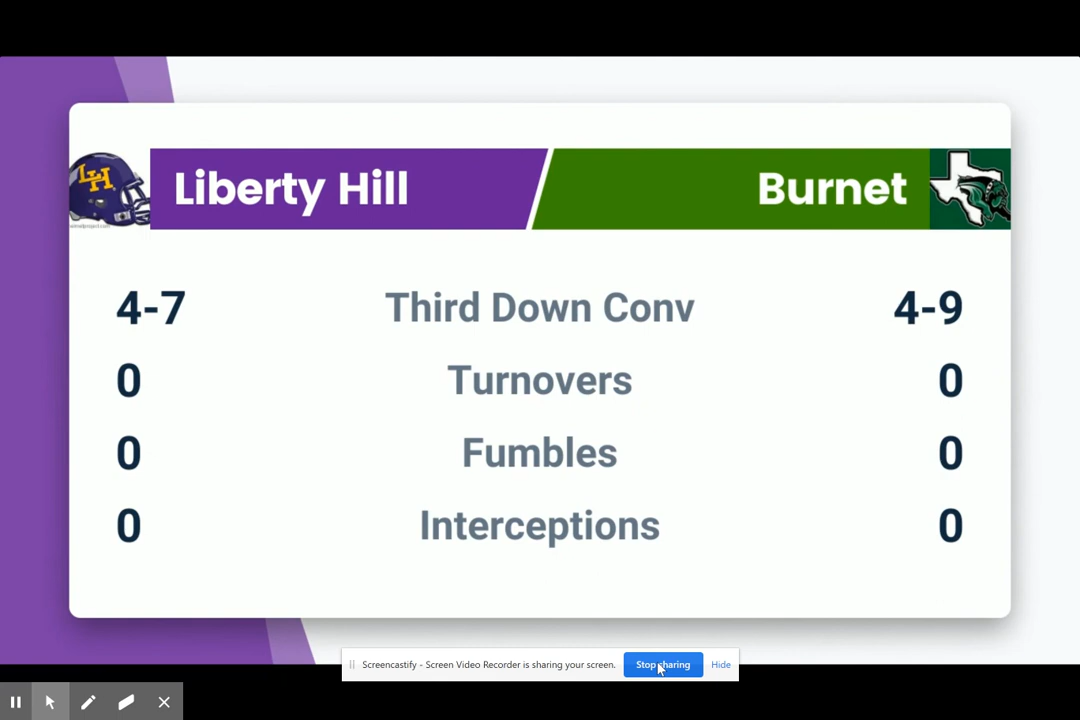 LH
Liberty Hill Burnet
4-7 Third Down Conv 4-9
0 Turnovers 0
0 Fumbles 0
0 Interceptions 0
Screencastify - Screen Video Recorder is sharing your screen. Stop sharing Hide